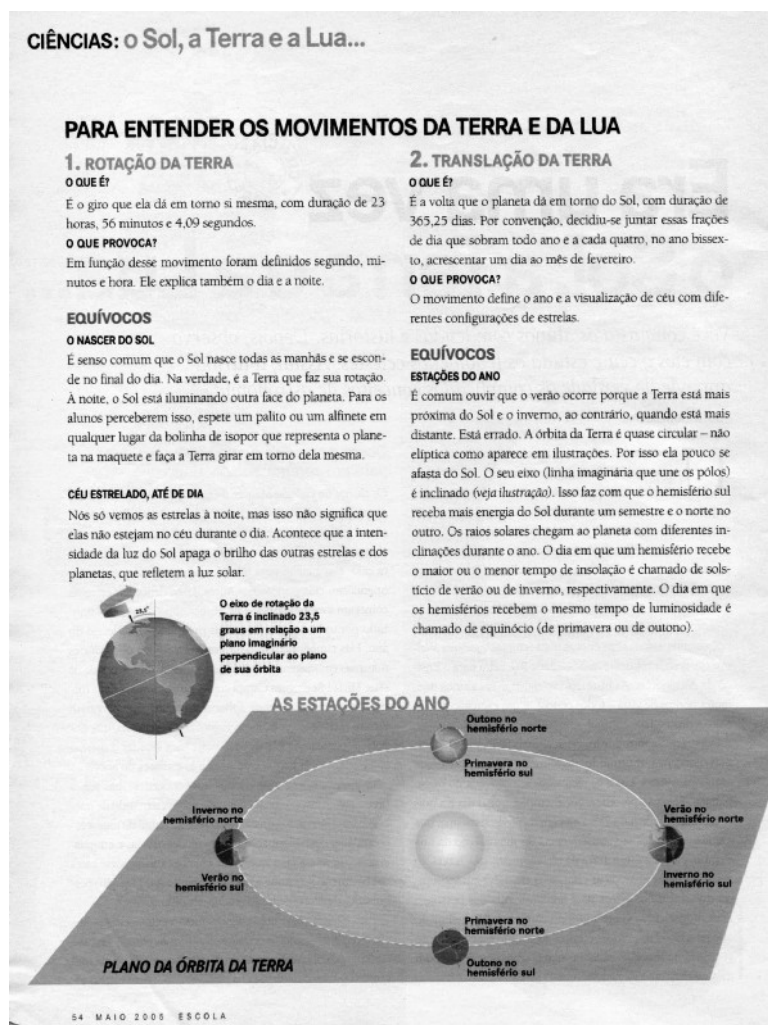 CIÊNCIAS: o Sol, a Terra e a Lua...
PARA ENTENDER OS MOVIMENTOS DA TERRA E DA LUA
1. ROTAÇÃO DA TERRA
O QUE É?
É o giro que ela dá em torno si mesma, com duração de 23
horas, 56 minutos e 4,09 segundos.
O QUE PROVOCA?
Em função desse movimento foram definidos segundo, mi-
nutos e hora. Ele explica também o dia e a noite.
EQUÍVOCOS
O NASCER DO SOL
É senso comum que o Sol nasce todas as manhãs e se escon-
de no final do dia. Na verdade, é a Terra que faz sua rotação.
À noite, o Sol está iluminando outra face do planeta. Para os
alunos perceberem isso, espete um palito ou um alfinete em
qualquer lugar da bolinha de isopor que representa o plane-
ta na maquete e faça a Terra girar em torno dela mesma.
CÉU ESTRELADO, ATÉ DE DIA
Nós só vemos as estrelas à noite, mas isso não significa que
elas não estejam no céu durante o dia. Acontece que a inten-
sidade da luz do Sol apaga o brilho das outras estrelas e dos
planetas, que refletem a luz solar.
23,5°
O eixo de rotação da
Terra é inclinado 23,5
graus em relação a um
plano imaginário
perpendicular ao plano
de sua órbita
2. TRANSLAÇÃO DA TERRA
O QUE É?
É a volta que o planeta dá em torno do Sol, com duração de
365,25 dias. Por convenção, decidiu-se juntar essas frações
de dia que sobram todo ano e a cada quatro, no ano bissex-
to, acrescentar um dia ao mês de fevereiro.
O QUE PROVOCA?
O movimento define o ano e a visualização de céu com dife-
rentes configurações de estrelas.
EQUÍVOCOS
ESTAÇÕES DO ANO
É comum ouvir que o verão ocorre porque a Terra está mais
próxima do Sol e o inverno, ao contrário, quando está mais
distante. Está errado. A órbita da Terra é quase circular – não
elíptica como aparece em ilustrações. Por isso ela pouco se
afasta do Sol. O seu eixo (linha imaginária que une os pólos)
é inclinado (veja ilustração). Isso faz com que o hemisfério sul
receba mais energia do Sol durante um semestre e o norte no
outro. Os raios solares chegam ao planeta com diferentes in-
clinações durante o ano. O dia em que um hemisfério recebe
o maior ou o menor tempo de insolação é chamado de sols-
tício de verão ou de inverno, respectivamente. O dia em que
os hemisférios recebem o mesmo tempo de luminosidade é
chamado de equinócio (de primavera ou de outono).
AS ESTAÇÕES DO ANO
Outono no
hemisfério norte
Primavera no
hemisfério sul
Inverno no
hemisfério norte
Verão no
hemisfério sul
Verão no
hemisfério norte
Inverno no
hemisfério sul
Primavera no
hemisfério norte
Outono no
hemisfério sul
PLANO DA ÓRBITA DA TERRA
54 MAIO 2005 ESCOLA